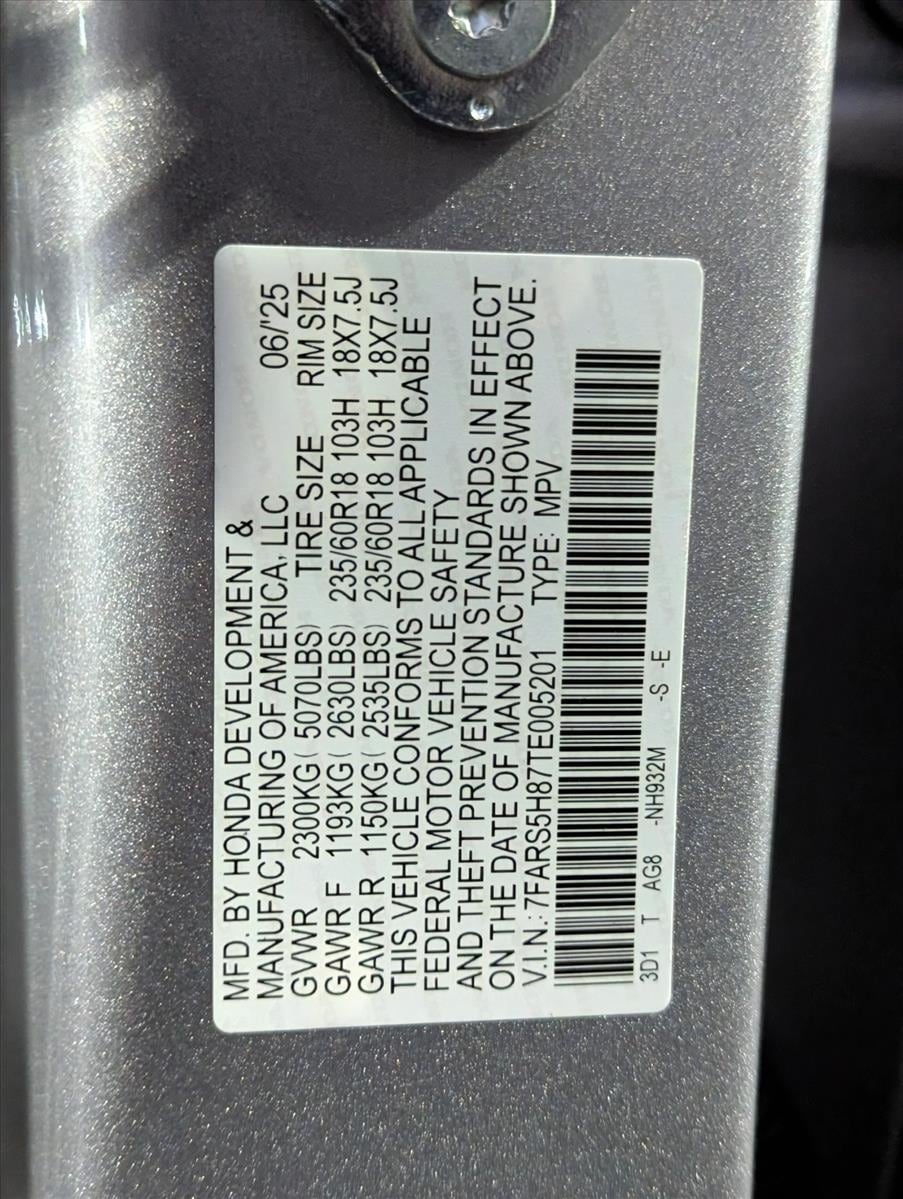 MFD. BY HONDA DEVELOPMENT &
MANUFACTURING OF AMERICA, LLC 06/'25
GVWR 2300KG ( 5070LBS) TIRE SIZE RIM SIZE
GAWR F 1193KG ( 2630LBS) 235/60R18 103H 18X7.5J
GAWR R 1150KG ( 2535LBS) 235/60R18 103H 18X7.5J
THIS VEHICLE CONFORMS TO ALL APPLICABLE
FEDERAL MOTOR VEHICLE SAFETY
AND THEFT PREVENTION STANDARDS IN EFFECT
ON THE DATE OF MANUFACTURE SHOWN ABOVE.
V.I.N.: 7FARS5H87TE005201 TYPE: MPV
3D1 T AG8 -NH932M -S -E